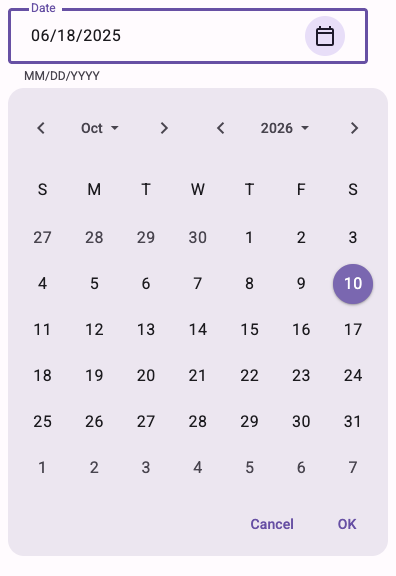 Date
06/18/2025
MM/DD/YYYY
Oct 2026
S M T W T F S
27 28 29 30 1 2 3
4 5 6 7 8 9 10
11 12 13 14 15 16 17
18 19 20 21 22 23 24
25 26 27 28 29 30 31
1 2 3 4 5 6 7
Cancel OK